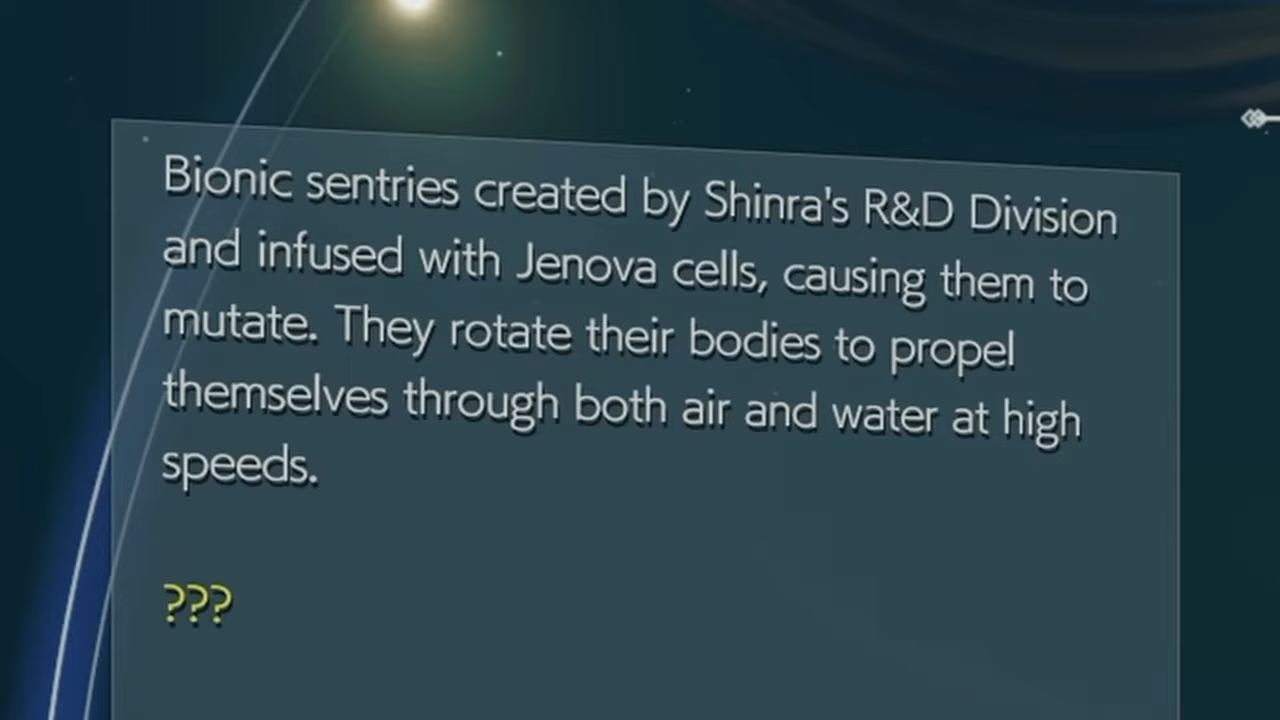 Bionic sentries created by Shinra's R&D Division
and infused with Jenova cells, causing them to
mutate. They rotate their bodies to propel
themselves through both air and water at high
speeds.
???